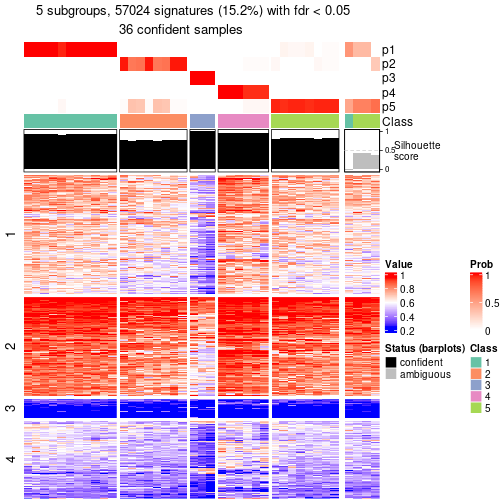 5 subgroups, 57024 signatures (15.2%) with fdr < 0.05
36 confident samples
p1
p2
p3
p4
p5
Class
1
0.5
0
Silhouette
score
1
2
3
4
Value
1
0.8
0.6
0.4
0.2
Prob
1
0.5
0
Status (barplots)
confident
ambiguous
Class
1
2
3
4
5